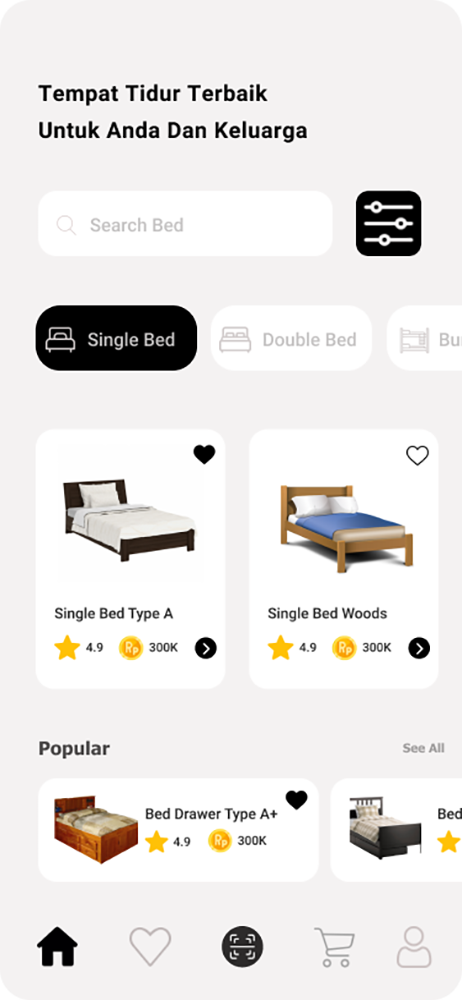 Tempat Tidur Terbaik
Untuk Anda Dan Keluarga
Search Bed
Single Bed
Double Bed
Bu
Single Bed Type A
4.9
Rp
300K
Single Bed Woods
4.9
Rp
300K
Popular
See All
Bed Drawer Type A+
4.9
Rp
300K
Bed
4.9